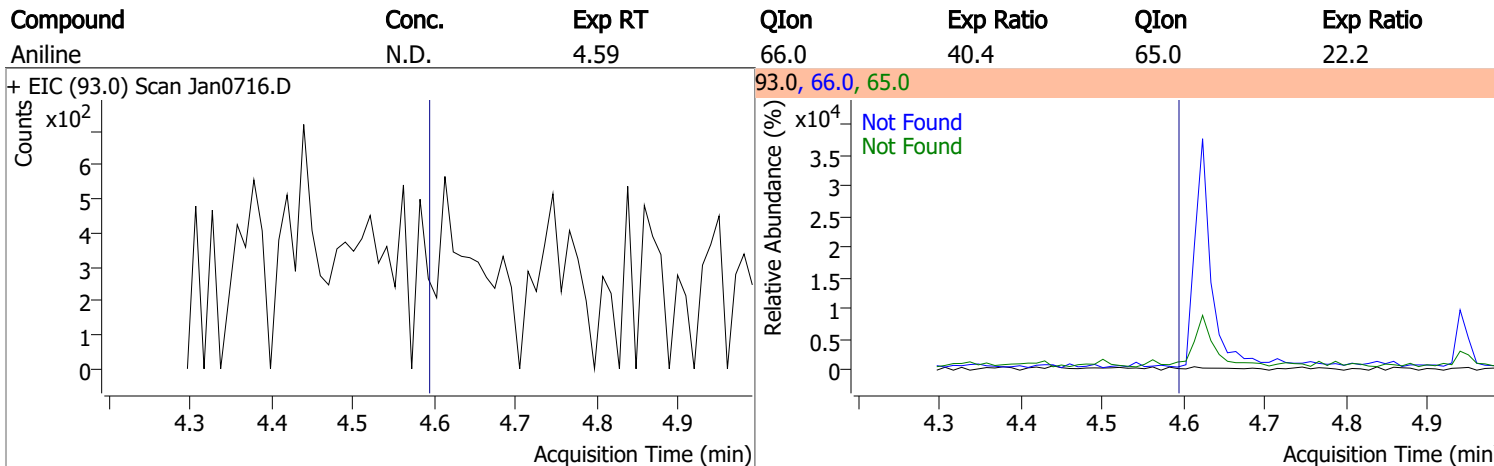 Compound Conc. Exp RT QIon Exp Ratio QIon Exp Ratio
Aniline N.D. 4.59 66.0 40.4 65.0 22.2
+ EIC (93.0) Scan Jan0716.D
Counts
x10²
6
5
4
3
2
1
0
4.3 4.4 4.5 4.6 4.7 4.8 4.9
Acquisition Time (min)
93.0, 66.0, 65.0
Relative Abundance (%)
x10⁴
Not Found
Not Found
3.5
3
2.5
2
1.5
1
0.5
0
4.3 4.4 4.5 4.6 4.7 4.8 4.9
Acquisition Time (min